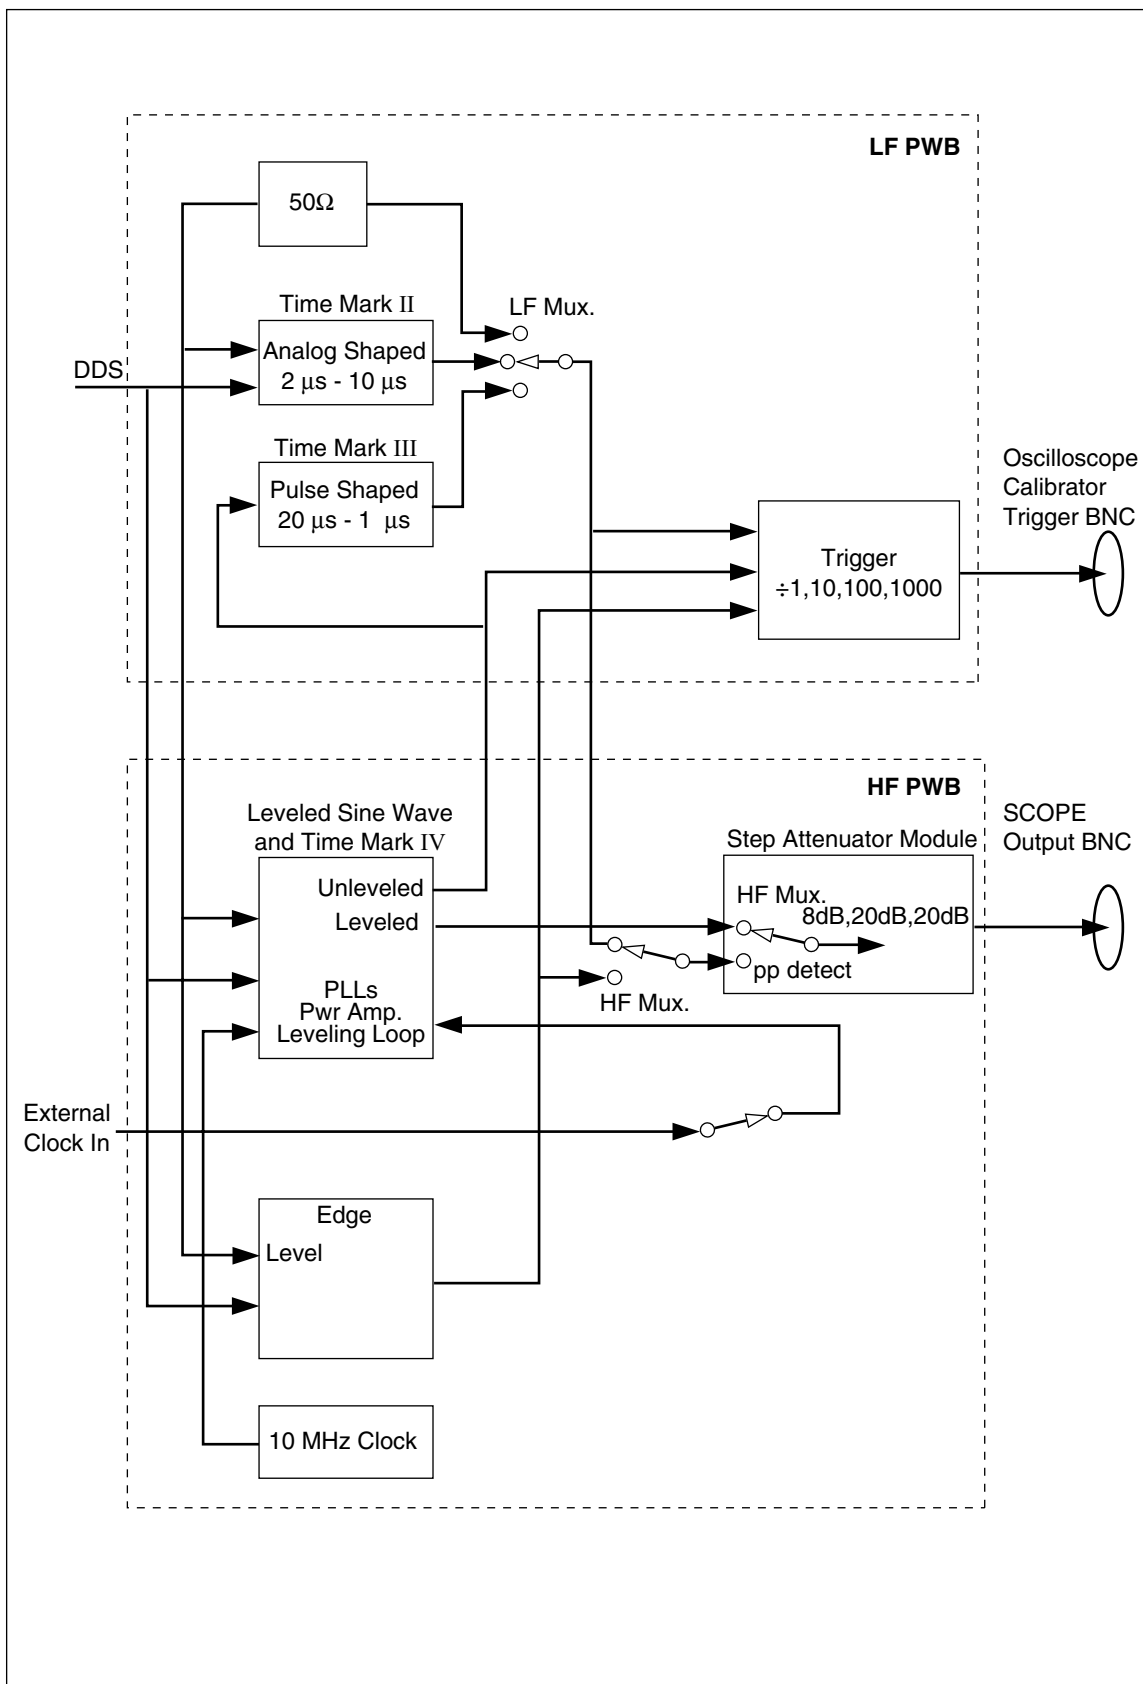 LF PWB
50Ω
Time Mark II
LF Mux.
Analog Shaped
2 μs - 10 μs
DDS
Time Mark III
Pulse Shaped
20 μs - 1 μs
Oscilloscope
Calibrator
Trigger BNC
Trigger
÷1,10,100,1000
HF PWB
Leveled Sine Wave
and Time Mark IV
SCOPE
Output BNC
Step Attenuator Module
Unleveled
Leveled
HF Mux.
8dB,20dB,20dB
pp detect
PLLs
Pwr Amp.
Leveling Loop
HF Mux.
External
Clock In
Edge
Level
10 MHz Clock